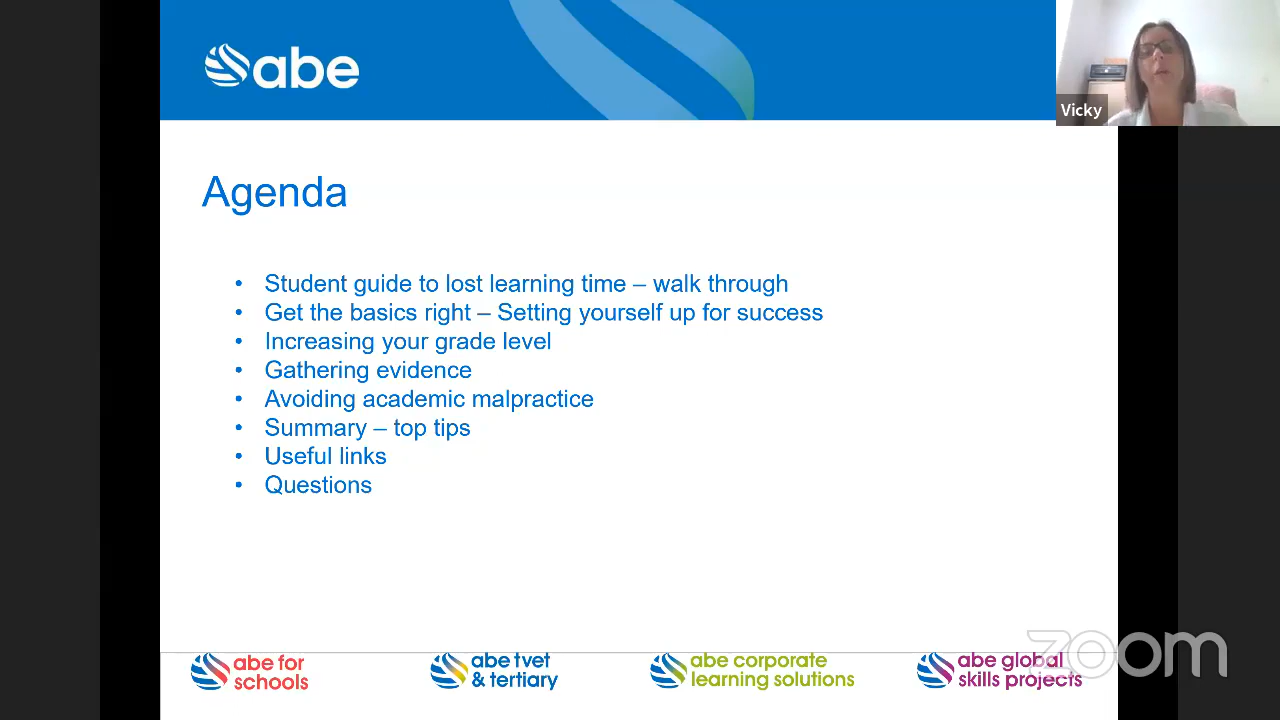 abe
Vicky
Agenda
• Student guide to lost learning time – walk through
• Get the basics right – Setting yourself up for success
• Increasing your grade level
• Gathering evidence
• Avoiding academic malpractice
• Summary – top tips
• Useful links
• Questions
abe for
schools
abe tvet
& tertiary
abe corporate
learning solutions
abe global
skills projects
zoom